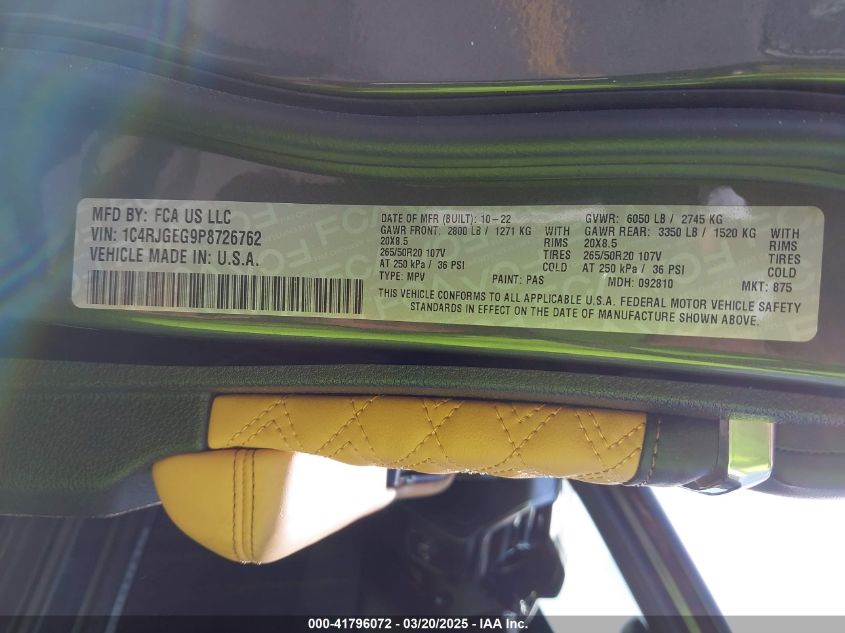 MFD BY: FCA US LLC
VIN: 1C4RJGEG9P8726762
VEHICLE MADE IN: U.S.A.
DATE OF MFR (BUILT): 10-22 GVWR: 6050 LB / 2745 KG
GAWR FRONT: 2800 LB / 1271 KG WITH GAWR REAR: 3350 LB / 1520 KG WITH
20X8.5 RIMS 20X8.5 RIMS
265/50R20 107V TIRES 265/50R20 107V TIRES
AT 250 kPa / 36 PSI COLD AT 250 kPa / 36 PSI COLD
TYPE: MPV PAINT: PAS MDH: 092810 MKT: 875
THIS VEHICLE CONFORMS TO ALL APPLICABLE U.S.A. FEDERAL MOTOR VEHICLE SAFETY
STANDARDS IN EFFECT ON THE DATE OF MANUFACTURE SHOWN ABOVE.
000-41796072 / 03/20/2025 - IAA Inc.